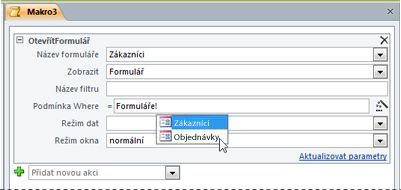 Makro3
OtevřítFormulář
Název formuláře Zákazníci
Zobrazit Formulář
Název filtru
Podmínka Where = Formuláře!
Zákazníci
Režim dat
Objednávky
Režim okna normální
Aktualizovat parametry
Přidat novou akci